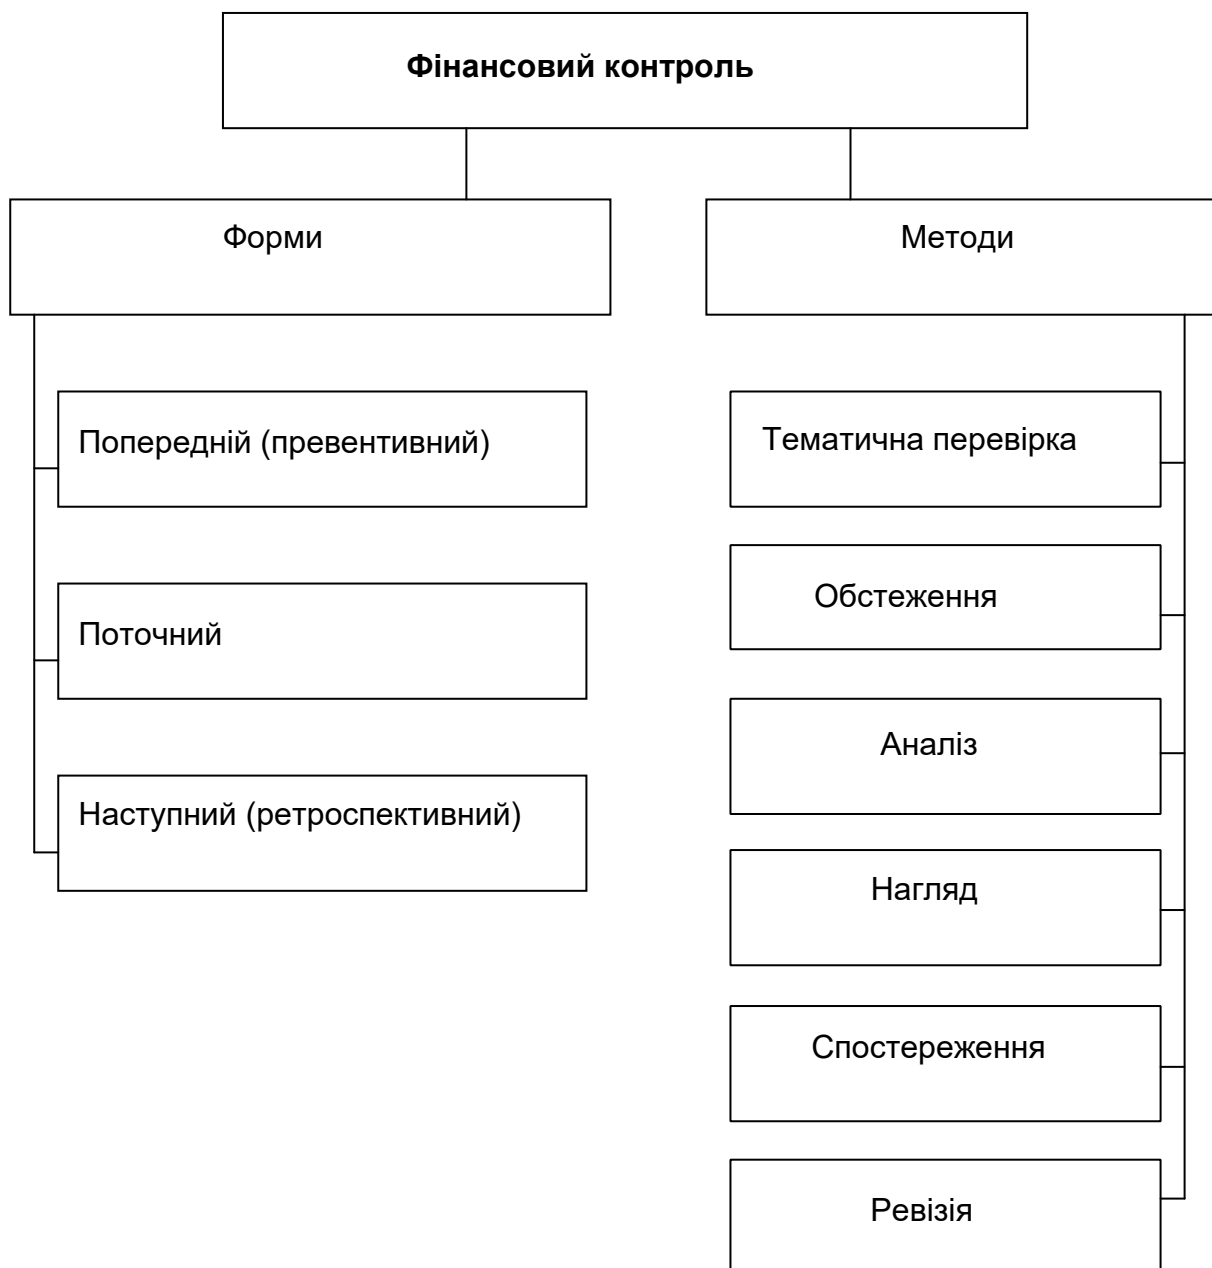 Фінансовий контроль
Форми
Методи
Попередній (превентивний)
Поточний
Наступний (ретроспективний)
Тематична перевірка
Обстеження
Аналіз
Нагляд
Спостереження
Ревізія